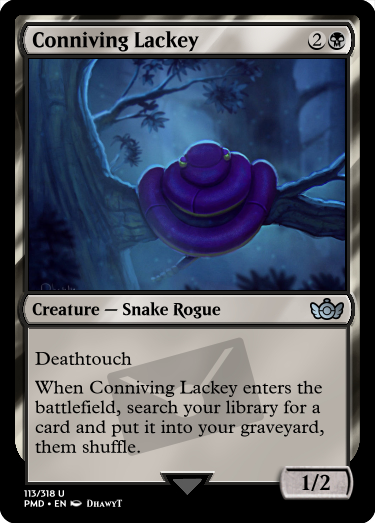 Conniving Lackey 2
Creature — Snake Rogue
Deathtouch
When Conniving Lackey enters the
battlefield, search your library for a
card and put it into your graveyard,
them shuffle.
1/2
113/318 U
PMD • EN DhawyT